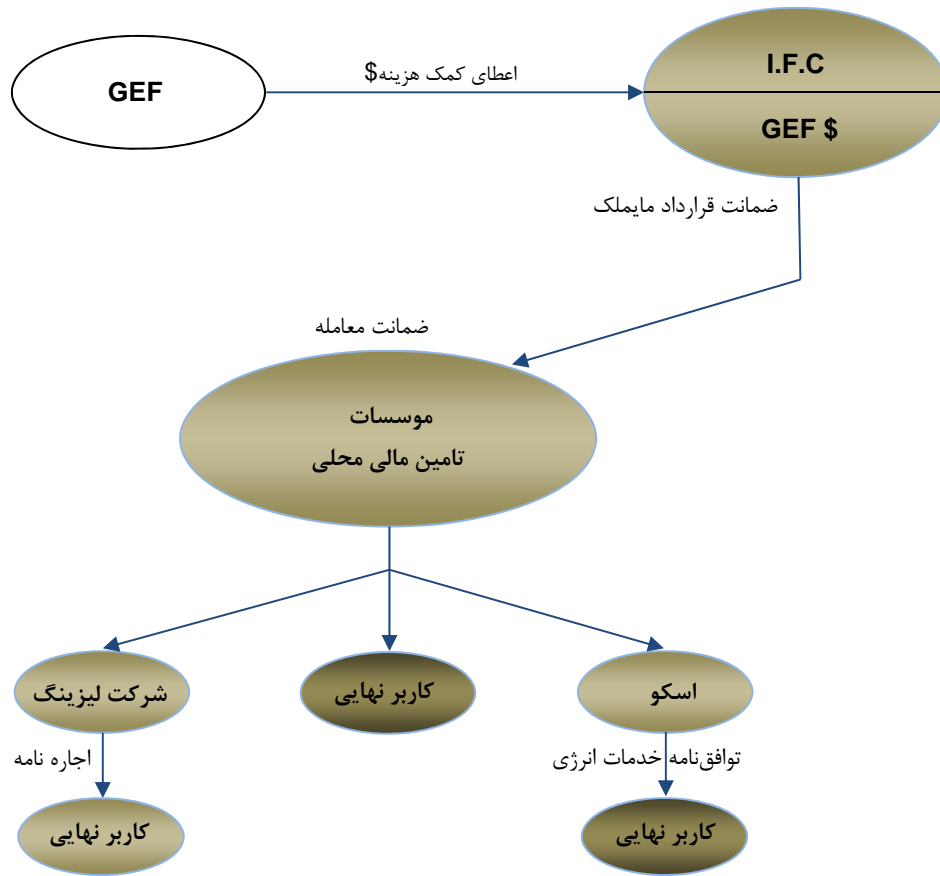 GEF
اعطای کمک هزینه$
I.F.C
GEF $
ضمانت قرارداد مایملک
ضمانت معامله
موسسات
تامین مالی محلی
شرکت لیزینگ
کاربر نهایی
اسکو
اجاره نامه
توافق‌نامه خدمات انرژی
کاربر نهایی
کاربر نهایی